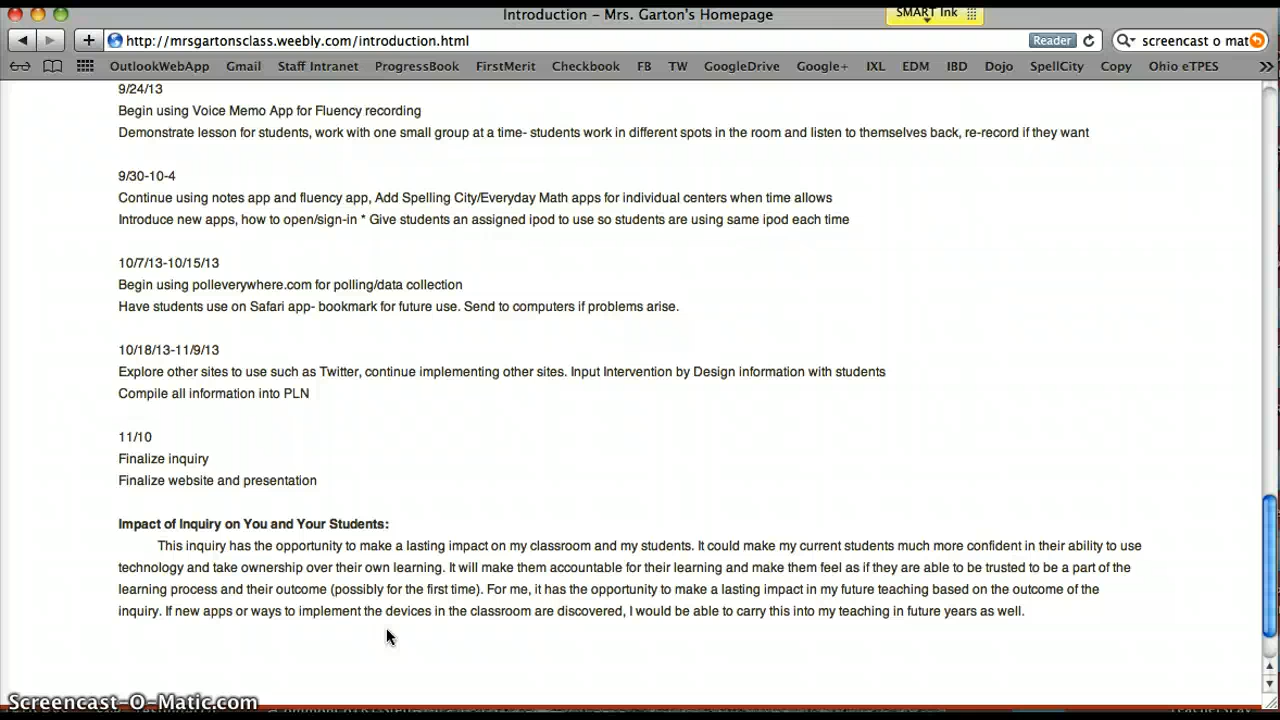 Introduction – Mrs. Garton's Homepage
SMART Ink
http://mrsgartonsclass.weebly.com/introduction.html
Reader
screencast o mat
OutlookWebApp Gmail Staff Intranet ProgressBook FirstMerit Checkbook FB TW GoogleDrive Google+ IXL EDM IBD Dojo SpellCity Copy Ohio eTPES
9/24/13
Begin using Voice Memo App for Fluency recording
Demonstrate lesson for students, work with one small group at a time- students work in different spots in the room and listen to themselves back, re-record if they want
9/30-10-4
Continue using notes app and fluency app, Add Spelling City/Everyday Math apps for individual centers when time allows
Introduce new apps, how to open/sign-in * Give students an assigned ipod to use so students are using same ipod each time
10/7/13-10/15/13
Begin using polleverywhere.com for polling/data collection
Have students use on Safari app- bookmark for future use. Send to computers if problems arise.
10/18/13-11/9/13
Explore other sites to use such as Twitter, continue implementing other sites. Input Intervention by Design information with students
Compile all information into PLN
11/10
Finalize inquiry
Finalize website and presentation
Impact of Inquiry on You and Your Students:
This inquiry has the opportunity to make a lasting impact on my classroom and my students. It could make my current students much more confident in their ability to use
technology and take ownership over their own learning. It will make them accountable for their learning and make them feel as if they are able to be trusted to be a part of the
learning process and their outcome (possibly for the first time). For me, it has the opportunity to make a lasting impact in my future teaching based on the outcome of the
inquiry. If new apps or ways to implement the devices in the classroom are discovered, I would be able to carry this into my teaching in future years as well.
Screencast-O-Matic.com